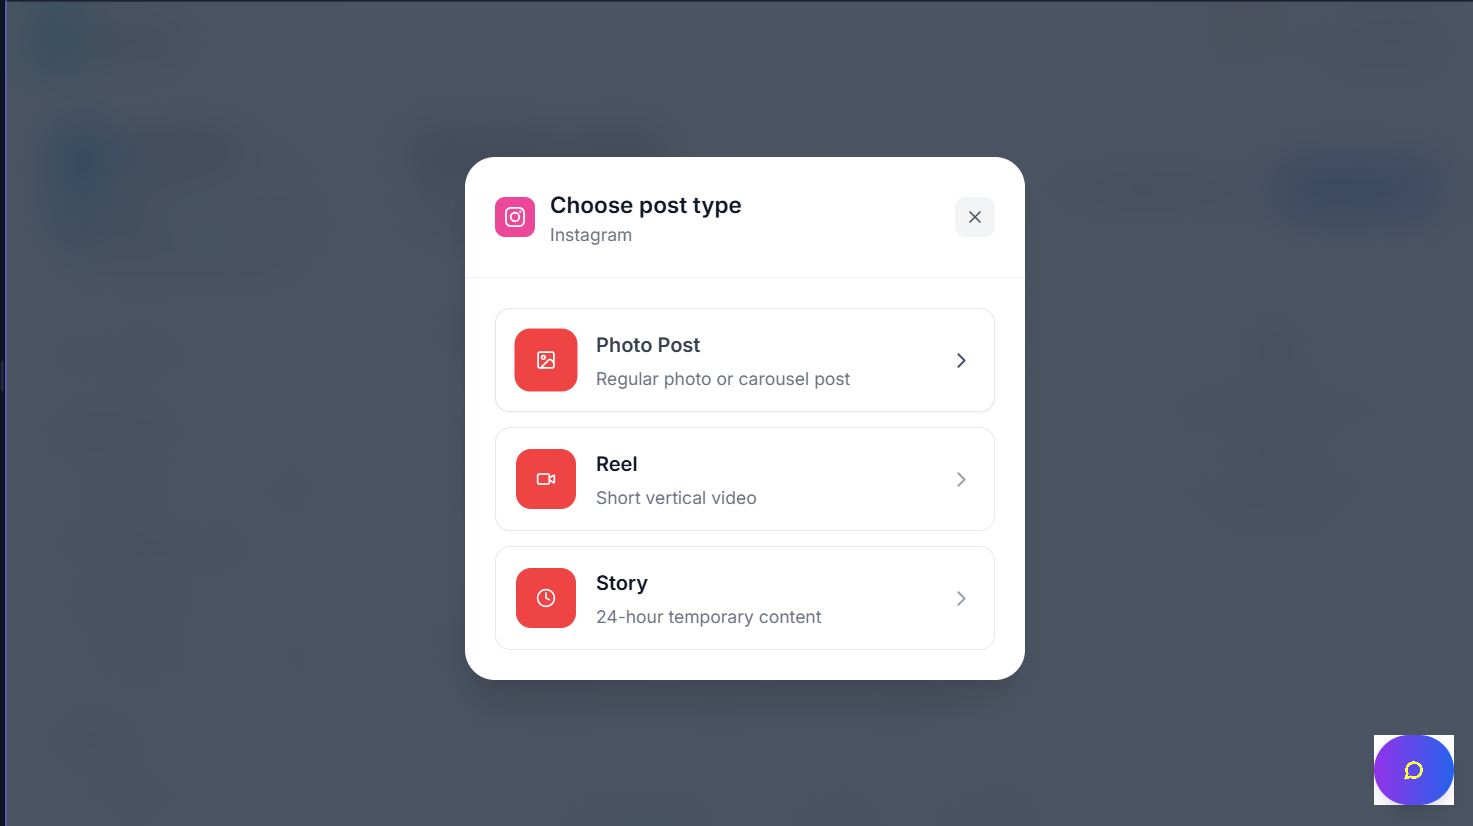 Choose post type
Instagram
Photo Post
Regular photo or carousel post
Reel
Short vertical video
Story
24-hour temporary content